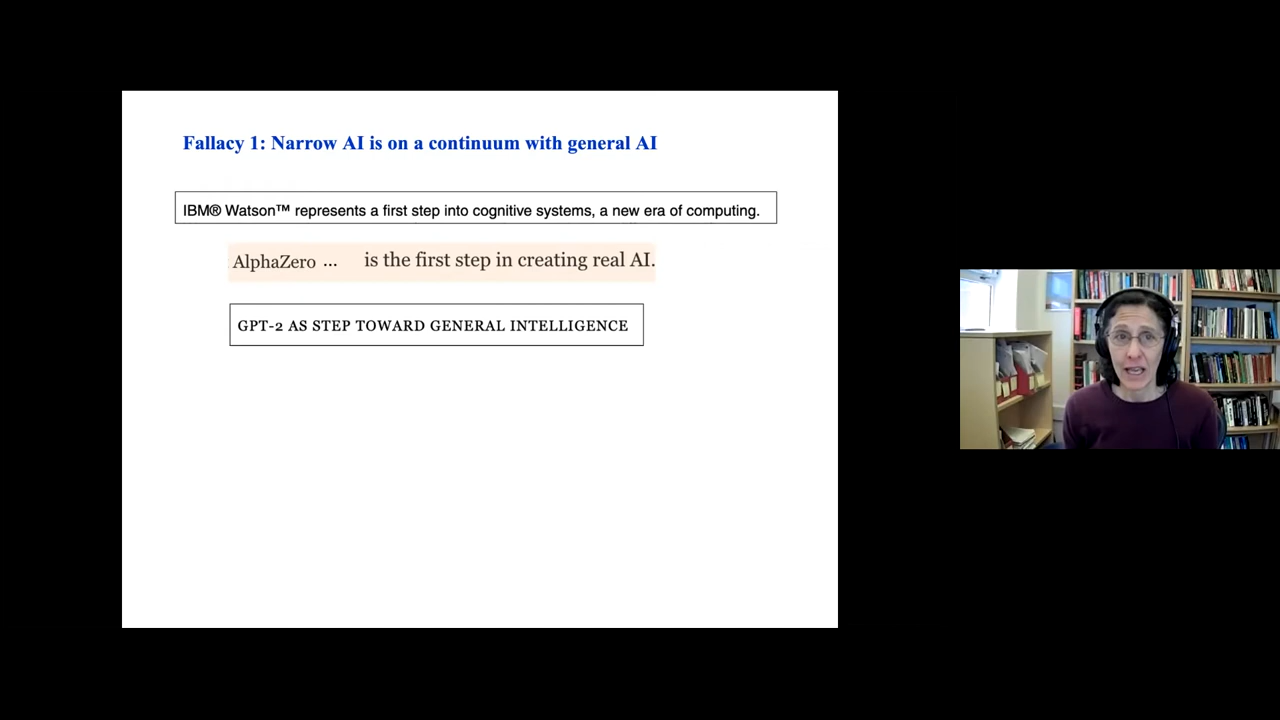 Fallacy 1: Narrow AI is on a continuum with general AI
IBM® Watson™ represents a first step into cognitive systems, a new era of computing.
AlphaZero ... is the first step in creating real AI.
GPT-2 AS STEP TOWARD GENERAL INTELLIGENCE